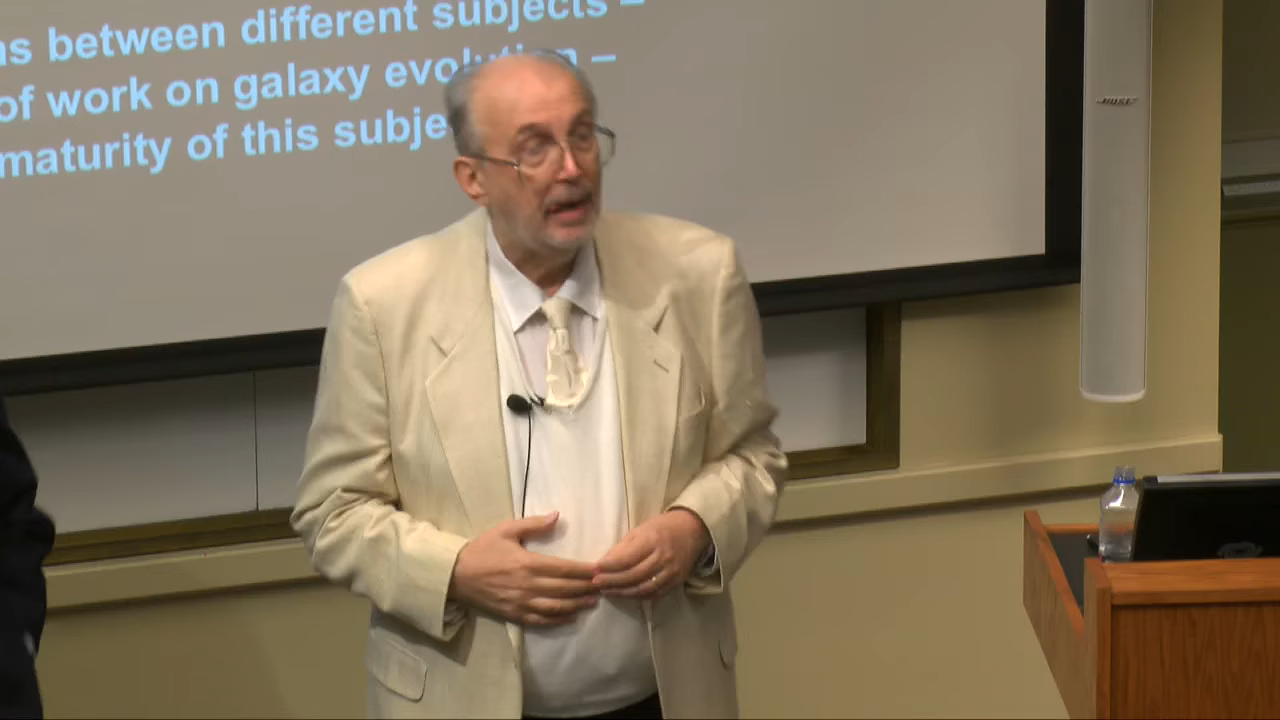 ns between different subjects –
of work on galaxy evolution –
maturity of this subje
BOSE